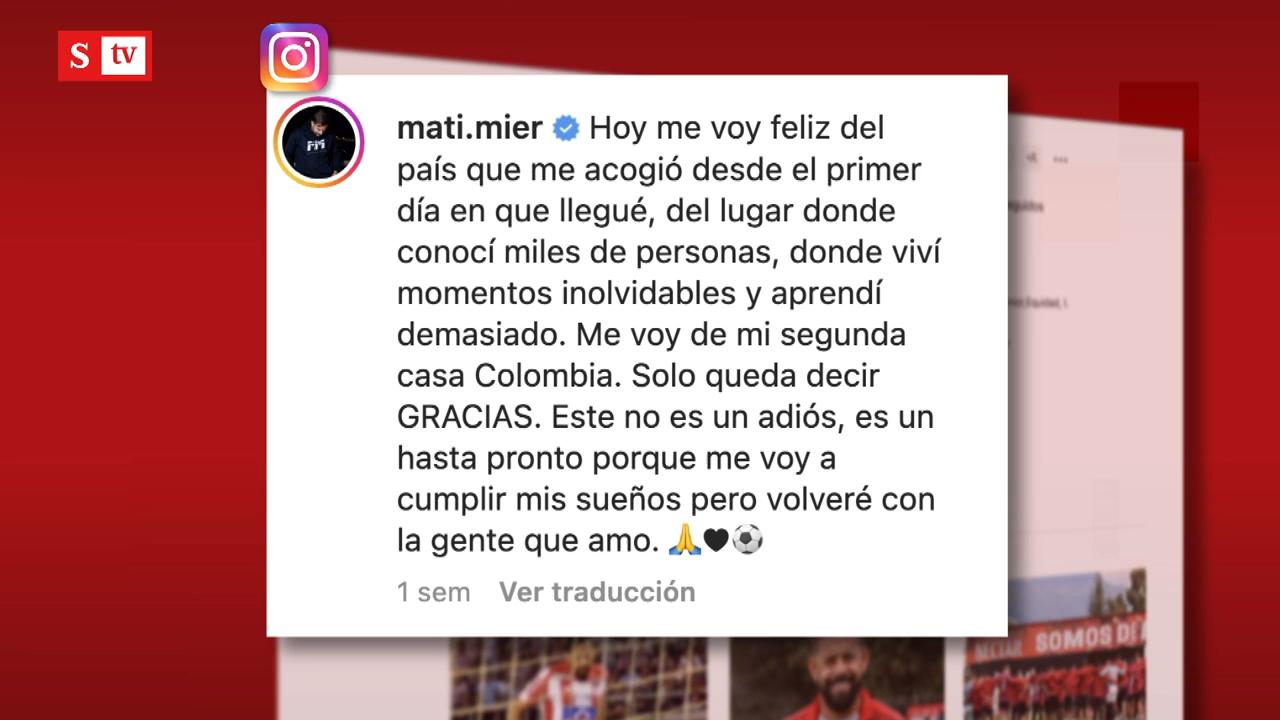 S tv
mati.mier Hoy me voy feliz del
país que me acogió desde el primer
día en que llegué, del lugar donde
conocí miles de personas, donde viví
momentos inolvidables y aprendí
demasiado. Me voy de mi segunda
casa Colombia. Solo queda decir
GRACIAS. Este no es un adiós, es un
hasta pronto porque me voy a
cumplir mis sueños pero volveré con
la gente que amo. 🙏🖤⚽
1 sem Ver traducción
NECTAR SOMOS DE